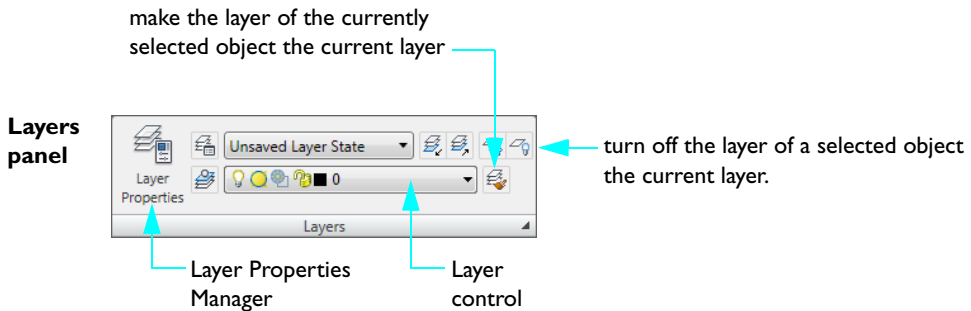 make the layer of the currently
selected object the current layer
Layers
panel
Unsaved Layer State
turn off the layer of a selected object
the current layer.
Layer
Properties
0
Layers
Layer Properties
Manager
Layer
control